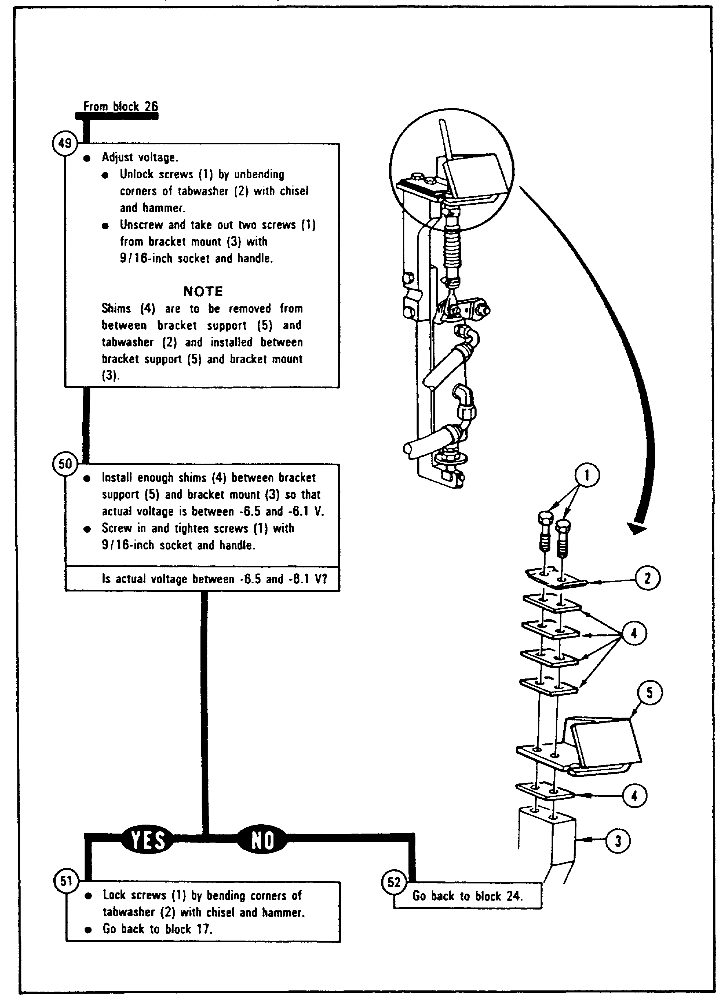 From block 26
49
● Adjust voltage.
● Unlock screws (1) by unbending
corners of tabwasher (2) with chisel
and hammer.
● Unscrew and take out two screws (1)
from bracket mount (3) with
9/16-inch socket and handle.
NOTE
Shims (4) are to be removed from
between bracket support (5) and
tabwasher (2) and installed between
bracket support (5) and bracket mount
(3).
50
● Install enough shims (4) between bracket
support (5) and bracket mount (3) so that
actual voltage is between -6.5 and -6.1 V.
● Screw in and tighten screws (1) with
9/16-inch socket and handle.
Is actual voltage between -6.5 and -6.1 V?
YES
NO
51
● Lock screws (1) by bending corners of
tabwasher (2) with chisel and hammer.
● Go back to block 17.
52
Go back to block 24.
1
2
4
5
4
3